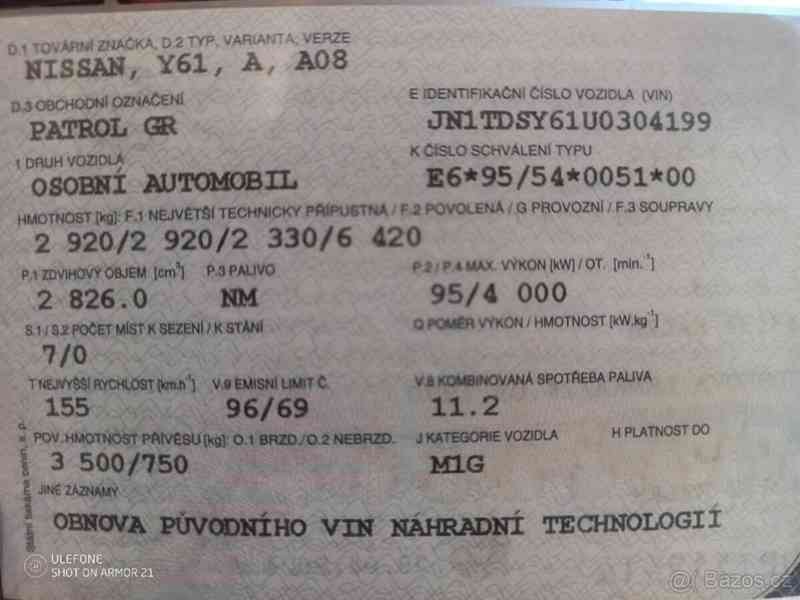 D.1 TOVÁRNÍ ZNAČKA, D.2 TYP, VARIANTA, VERZE
NISSAN, Y61, A, A08
D.3 OBCHODNÍ OZNAČENÍ
E IDENTIFIKAČNÍ ČÍSLO VOZIDLA (VIN)
PATROL GR
JN1TDSY61U0304199
1 DRUH VOZIDLA
K ČÍSLO SCHVÁLENÍ TYPU
OSOBNÍ AUTOMOBIL
E6*95/54*0051*00
HMOTNOST [kg]: F.1 NEJVĚTŠÍ TECHNICKY PŘÍPUSTNÁ / F.2 POVOLENÁ / G PROVOZNÍ / F.3 SOUPRAVY
2 920/2 920/2 330/6 420
P.1 ZDVIHOVÝ OBJEM [cm³] P.3 PALIVO
P.2 / P.4 MAX. VÝKON [kW] / OT. [min.⁻¹]
2 826.0 NM
95/4 000
S.1 / S.2 POČET MÍST K SEZENÍ / K STÁNÍ
Q POMĚR VÝKON / HMOTNOST [kW.kg⁻¹]
7/0
T NEJVYŠŠÍ RYCHLOST [km.h⁻¹] V.9 EMISNÍ LIMIT Č.
V.8 KOMBINOVANÁ SPOTŘEBA PALIVA
155 96/69
11.2
POV. HMOTNOST PŘÍVĚSU [kg]: O.1 BRZD./O.2 NEBRZD.
J KATEGORIE VOZIDLA H PLATNOST DO
3 500/750
M1G
JINÉ ZÁZNAMY
OBNOVA PŮVODNÍHO VIN NÁHRADNÍ TECHNOLOGIÍ
Státní tiskárna cenin, s. p.
ULEFONE
SHOT ON ARMOR 21
@ Bazos.cz